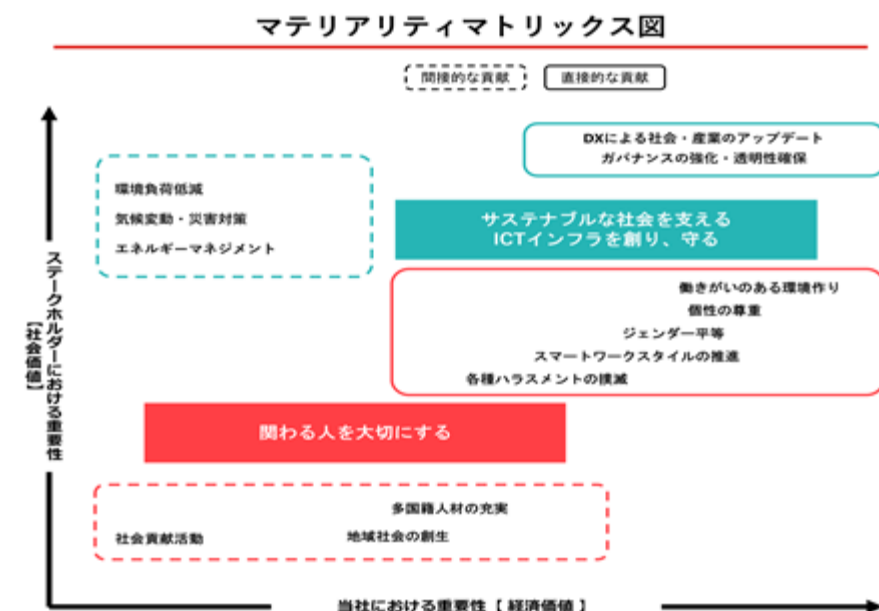 マテリアリティマトリックス図
間接的な貢献
直接的な貢献
DXによる社会・産業のアップデート
ガバナンスの強化・透明性確保
環境負荷低減
気候変動・災害対策
エネルギーマネジメント
サステナブルな社会を支える
ICTインフラを創り、守る
ステークホルダーにおける重要性
【社会価値】
働きがいのある環境作り
個性の尊重
ジェンダー平等
スマートワークスタイルの推進
各種ハラスメントの撲滅
関わる人を大切にする
多国籍人材の充実
社会貢献活動
地域社会の創生
当社における重要性【 経済価値 】